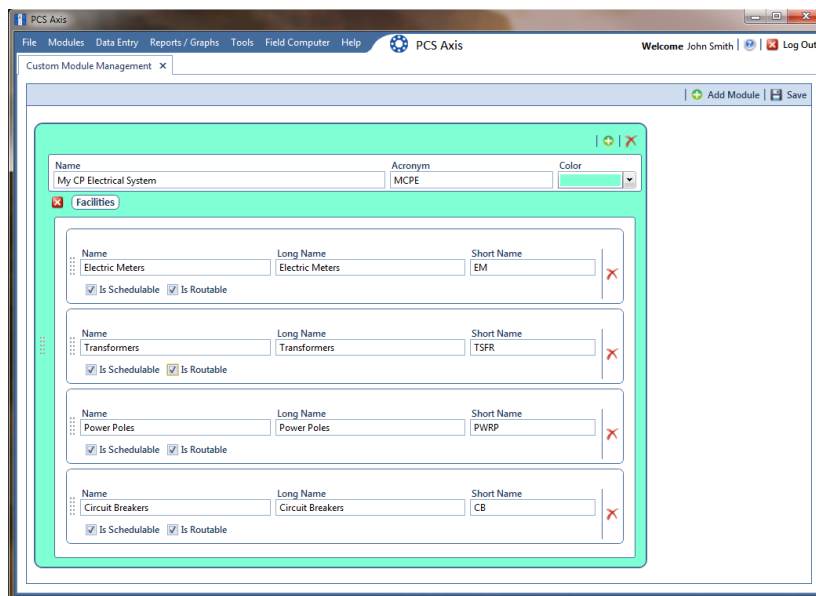 PCS Axis
File Modules Data Entry Reports / Graphs Tools Field Computer Help PCS Axis Welcome John Smith Log Out
Custom Module Management
Add Module Save
Name Acronym Color
My CP Electrical System MCPE
Facilities
Name Long Name Short Name
Electric Meters Electric Meters EM
Is Schedulable Is Routable
Name Long Name Short Name
Transformers Transformers TSFR
Is Schedulable Is Routable
Name Long Name Short Name
Power Poles Power Poles PWRP
Is Schedulable Is Routable
Name Long Name Short Name
Circuit Breakers Circuit Breakers CB
Is Schedulable Is Routable